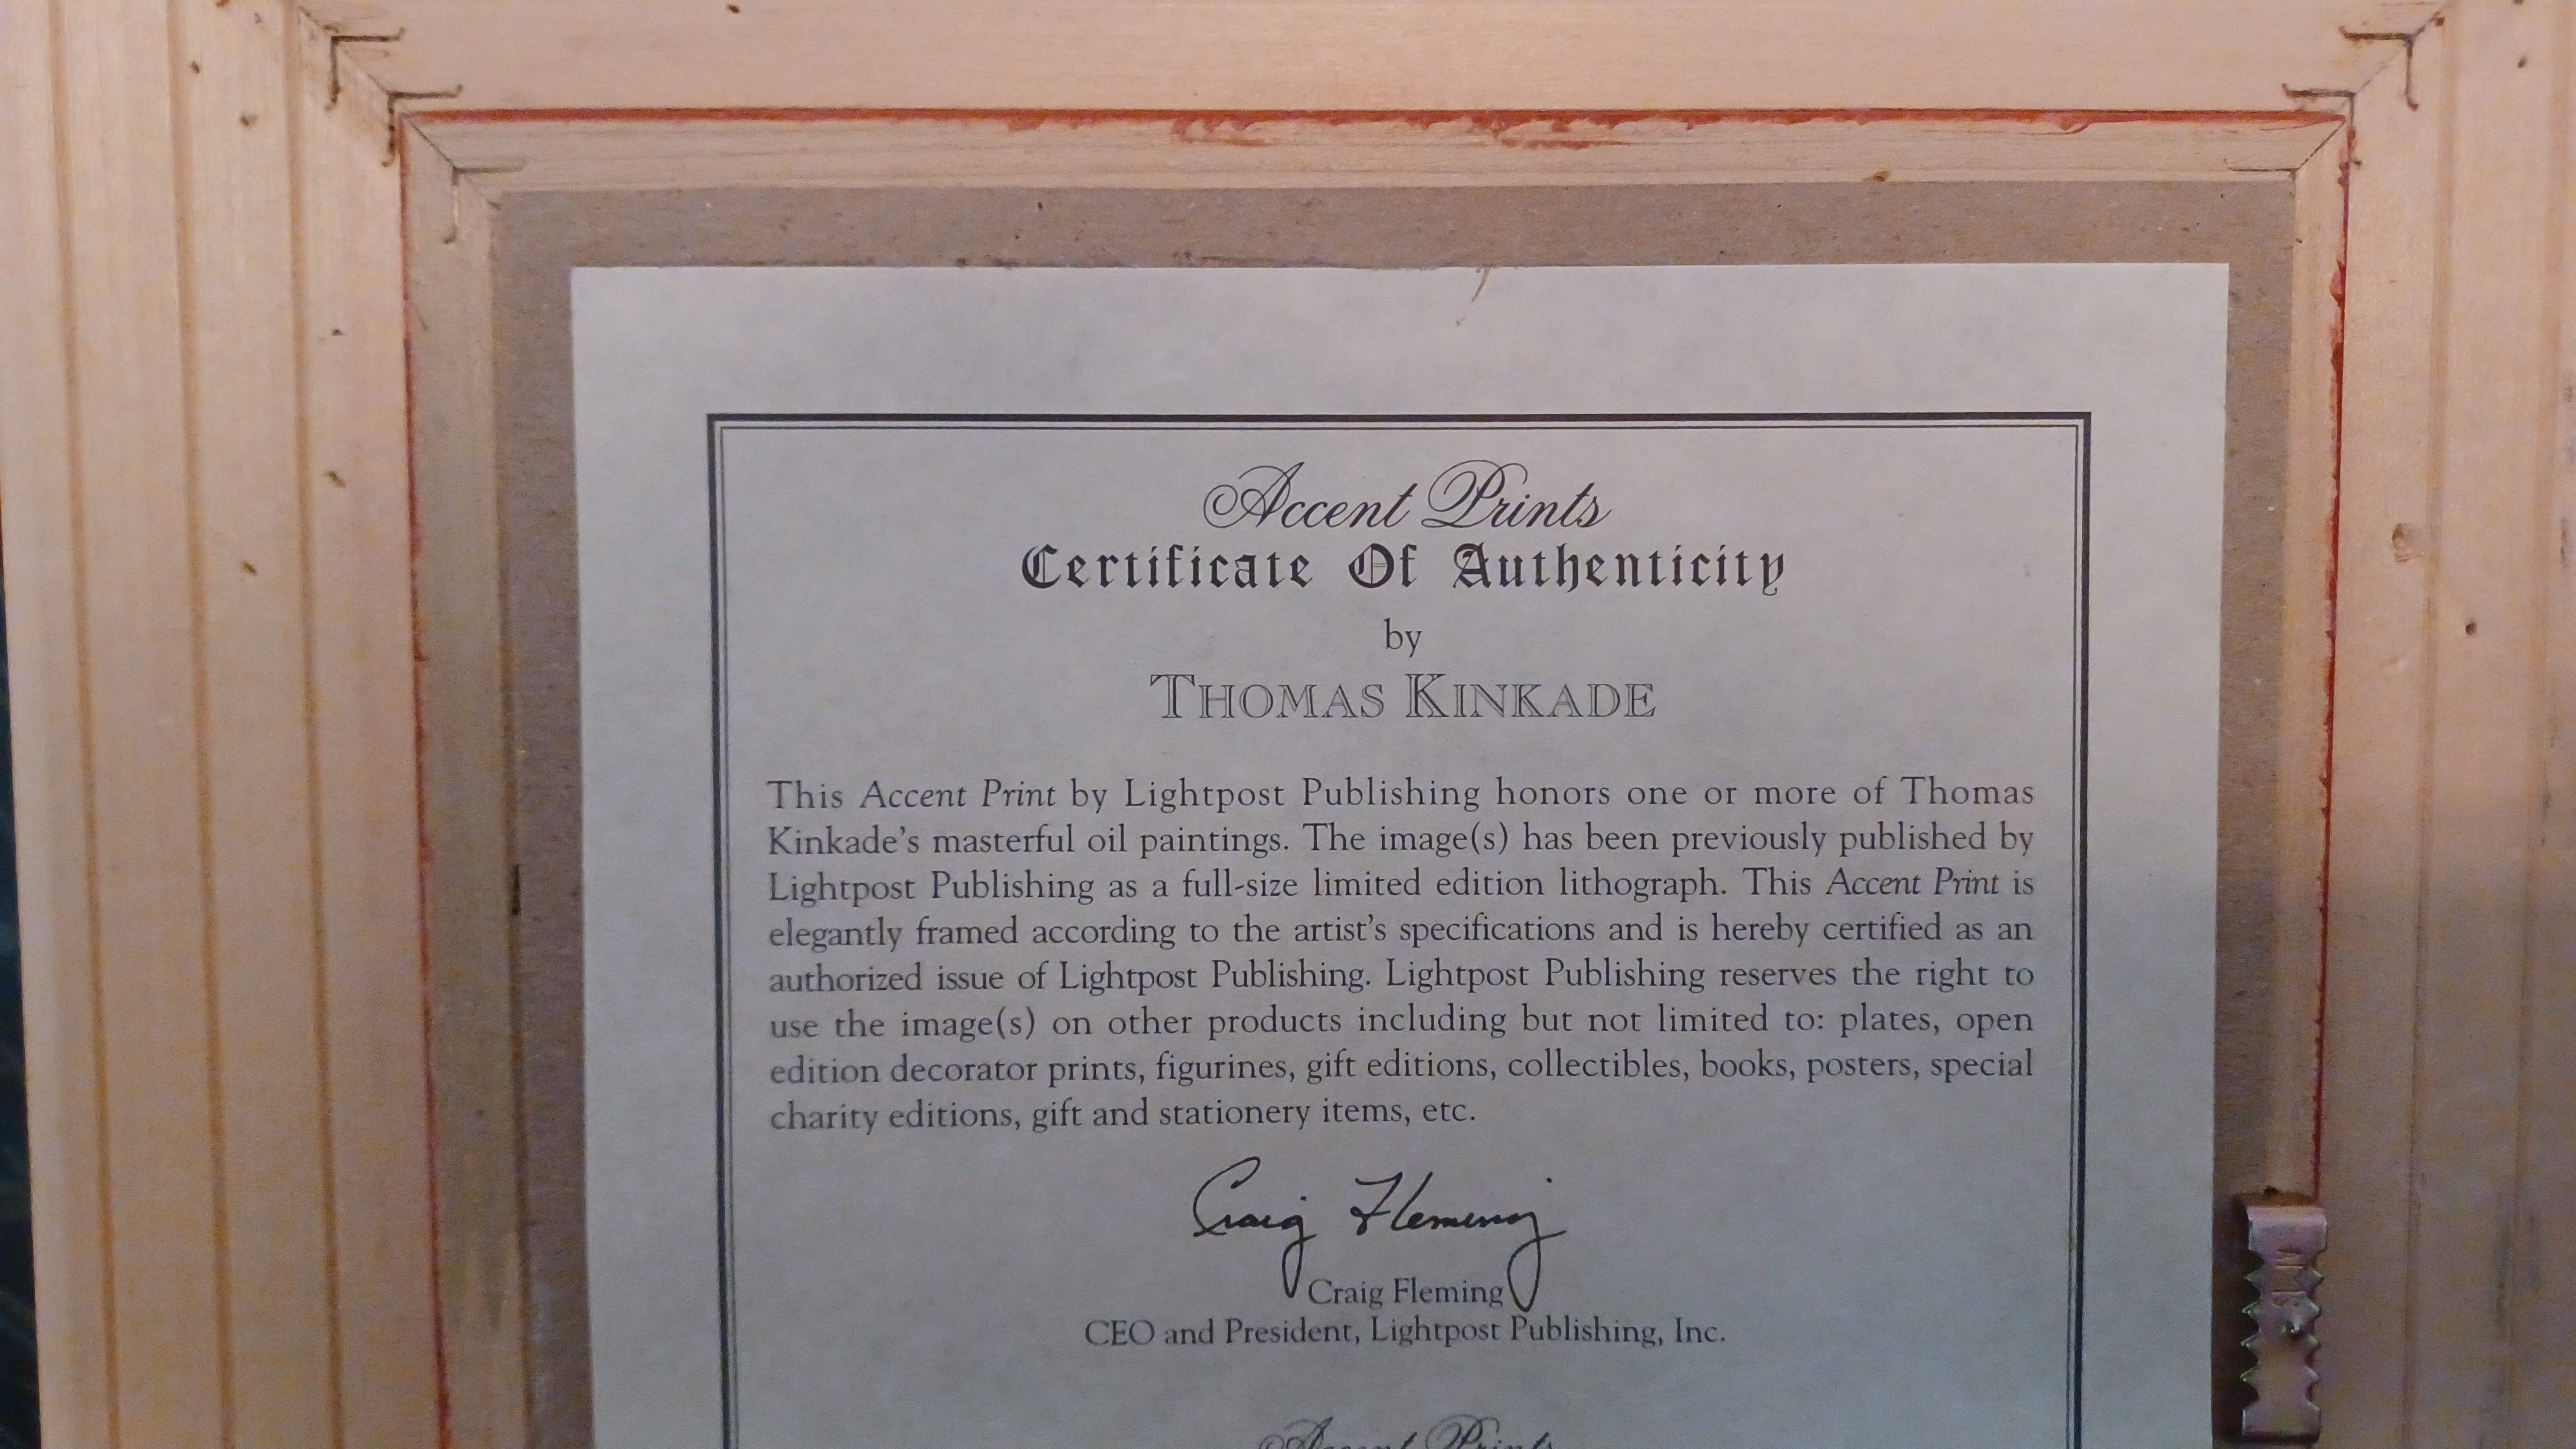 Accent Prints
Certificate Of Authenticity
by
THOMAS KINKADE
This Accent Print by Lightpost Publishing honors one or more of Thomas
Kinkade's masterful oil paintings. The image(s) has been previously published by
Lightpost Publishing as a full-size limited edition lithograph. This Accent Print is
elegantly framed according to the artist's specifications and is hereby certified as an
authorized issue of Lightpost Publishing. Lightpost Publishing reserves the right to
use the image(s) on other products including but not limited to: plates, open
edition decorator prints, figurines, gift editions, collectibles, books, posters, special
charity editions, gift and stationery items, etc.
Craig Fleming
Craig Fleming
CEO and President, Lightpost Publishing, Inc.
Accent Prints